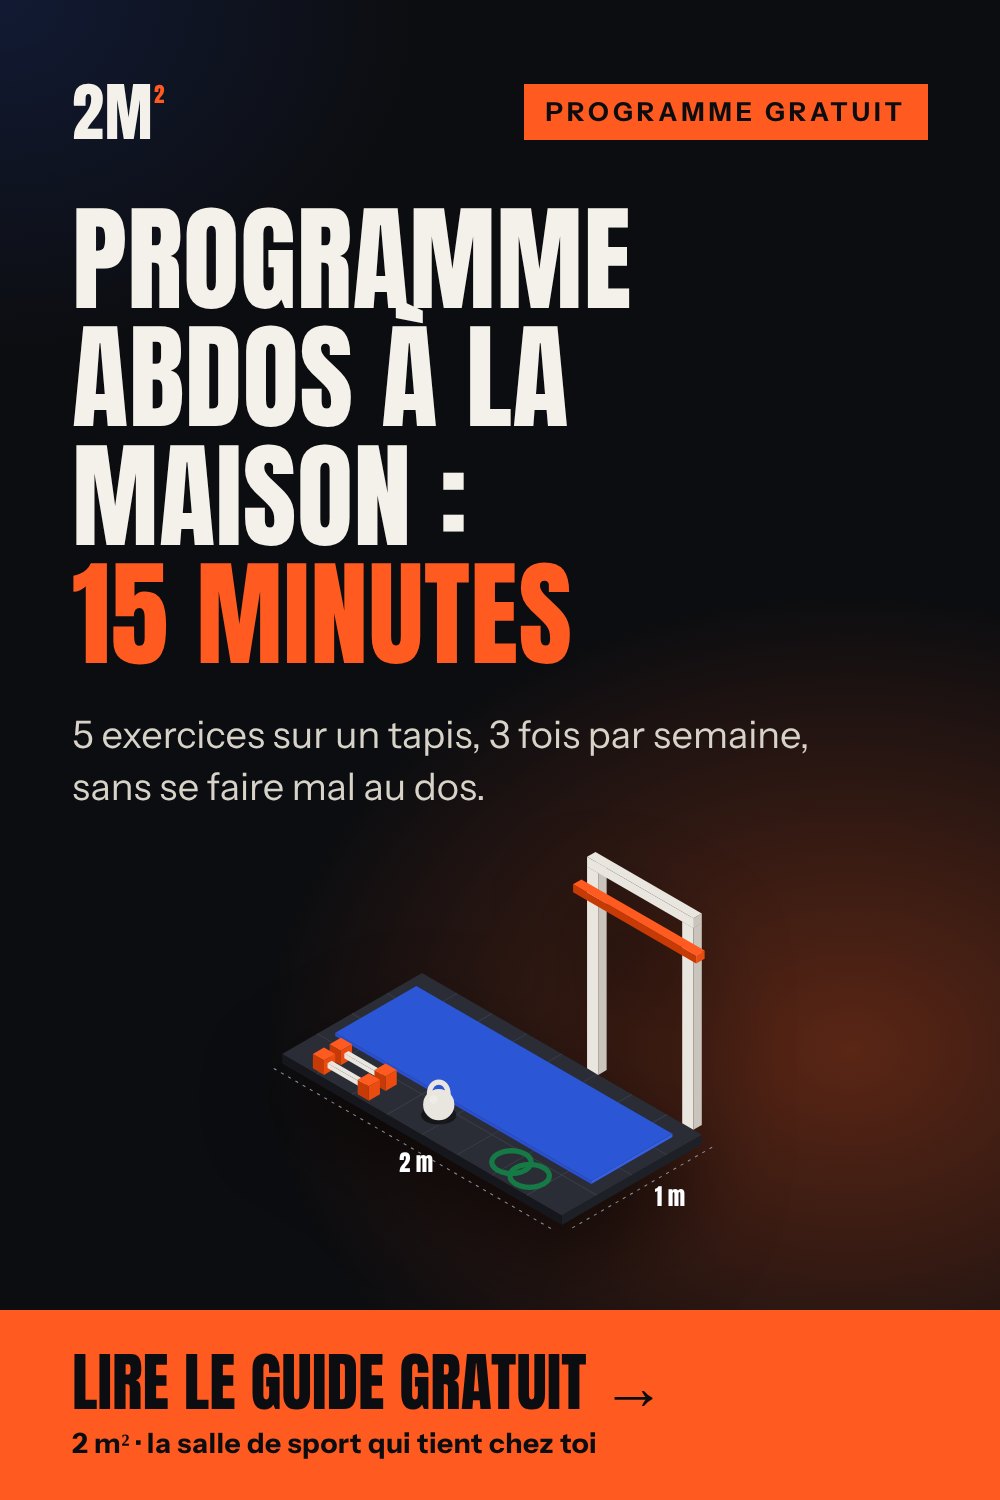 2M²
PROGRAMME GRATUIT
PROGRAMME
ABDOS À LA
MAISON :
15 MINUTES
5 exercices sur un tapis, 3 fois par semaine,
sans se faire mal au dos.
2 m
1 m
LIRE LE GUIDE GRATUIT →
2 m² · la salle de sport qui tient chez toi